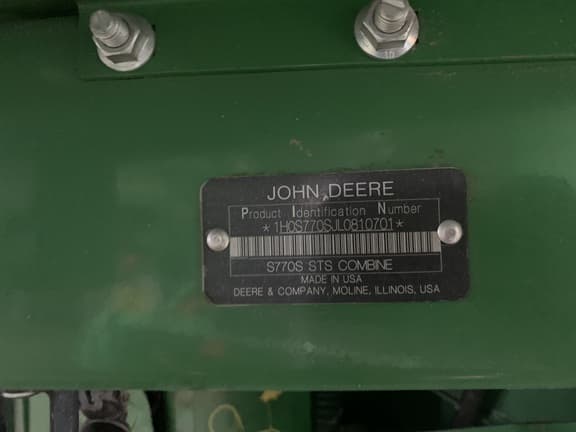 JOHN DEERE
Product Identification Number
*1H0S770SJL0810701*
S770S STS COMBINE
MADE IN USA
DEERE & COMPANY, MOLINE, ILLINOIS, USA